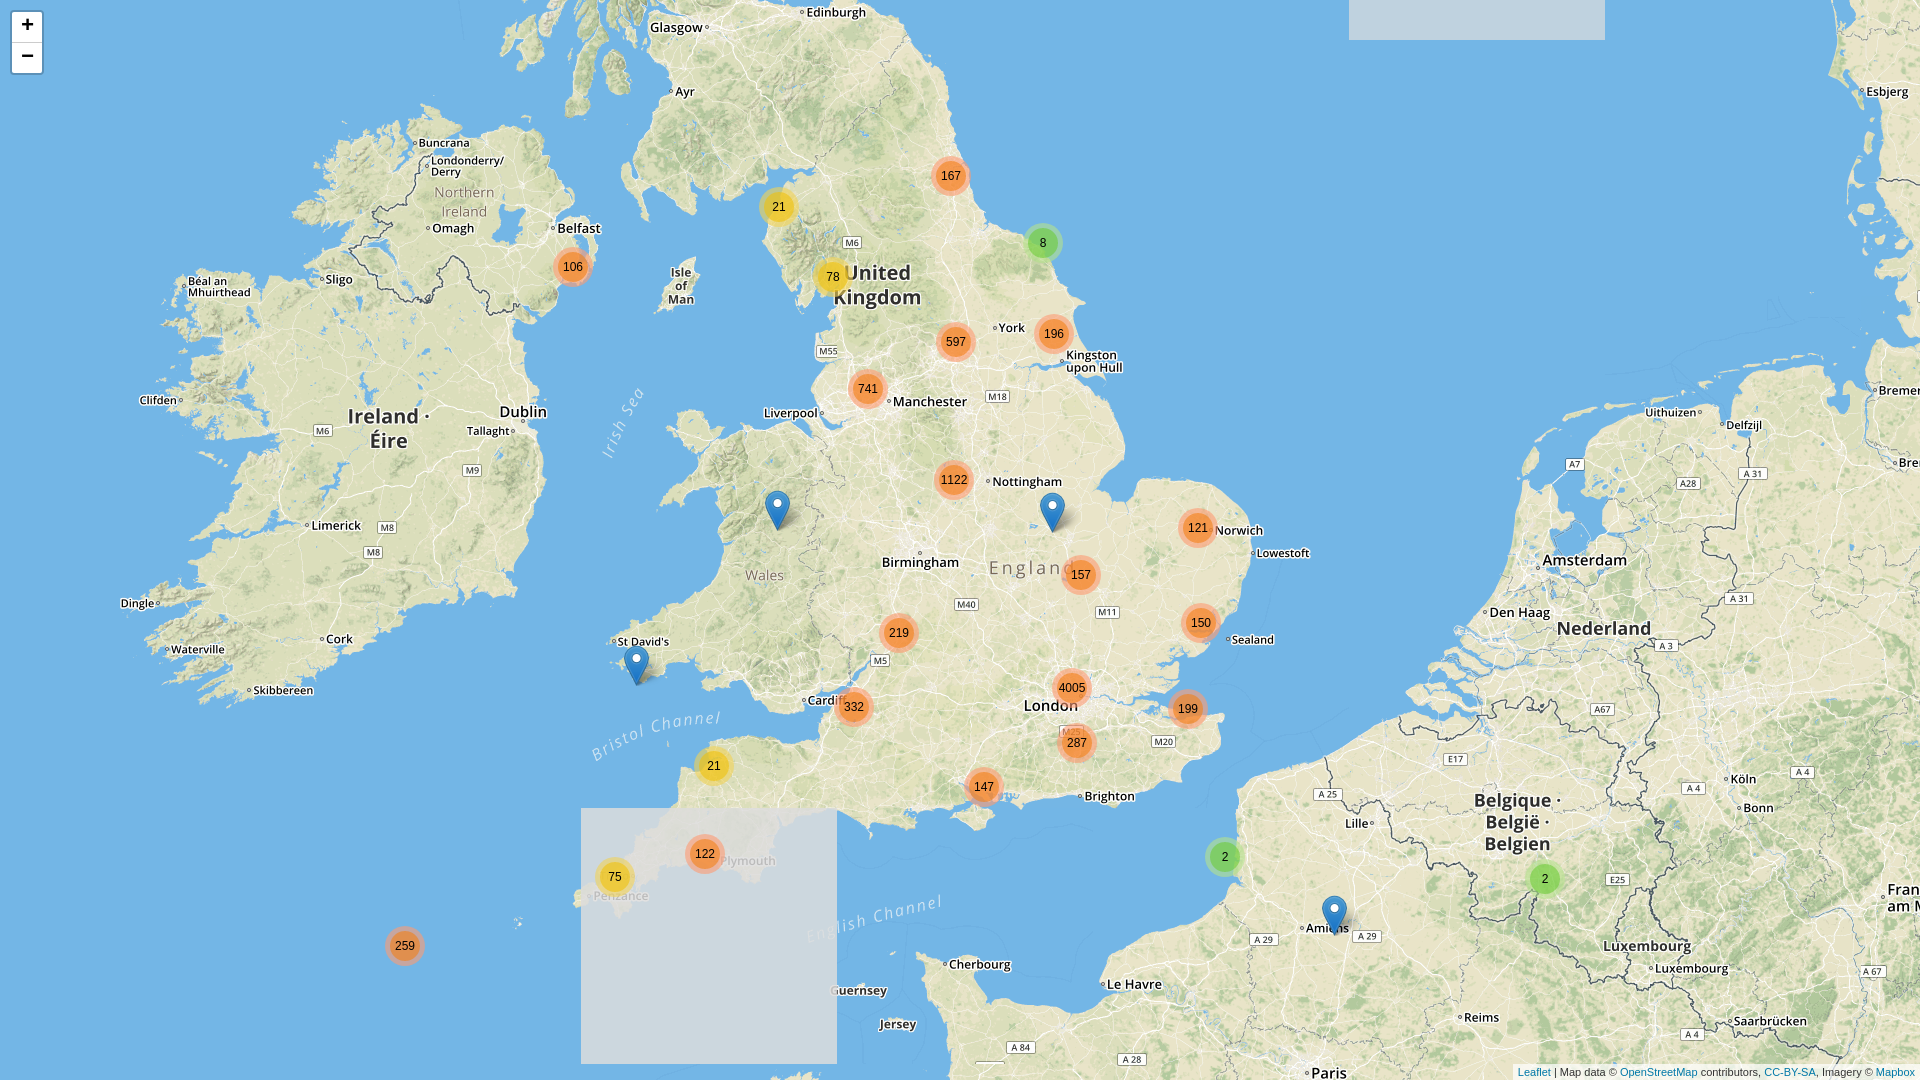 +
−
Edinburgh
Glasgow
Ayr
Esbjerg
Buncrana
Londonderry/
Derry
Northern
Ireland
Omagh
Belfast
106
167
21
8
M6
78
United
Kingdom
Isle
of
Man
Béal an
Mhuirthead
Sligo
York
196
597
Kingston
upon Hull
M55
741
Manchester
M18
Liverpool
Clifden
Ireland ·
Éire
M6
Dublin
Tallaght
M9
Irish Sea
Uithuizen
Delfzijl
Bremer
A7
A 31
A28
Bre
1122
Nottingham
Limerick
M8
M8
121
Norwich
Lowestoft
Birmingham
England
157
Wales
Amsterdam
A 31
Den Haag
Nederland
Dingle
Cork
Waterville
Skibbereen
M40
M11
219
150
Sealand
St David's
M5
A 3
4005
London
Cardiff
332
199
A67
M25
287
M20
Bristol Channel
21
E17
147
Brighton
A 25
Lille
Belgique ·
België ·
Belgien
Köln
A 4
A 4
Bonn
122
Plymouth
75
Penzance
2
2
E25
Fran
am M
English Channel
Amiens
A 29
A 29
259
Luxembourg
Luxembourg
A 67
Cherbourg
Le Havre
Guernsey
Jersey
Reims
Saarbrücken
A 4
A 84
A 28
Paris
Leaflet | Map data © OpenStreetMap contributors, CC-BY-SA, Imagery © Mapbox